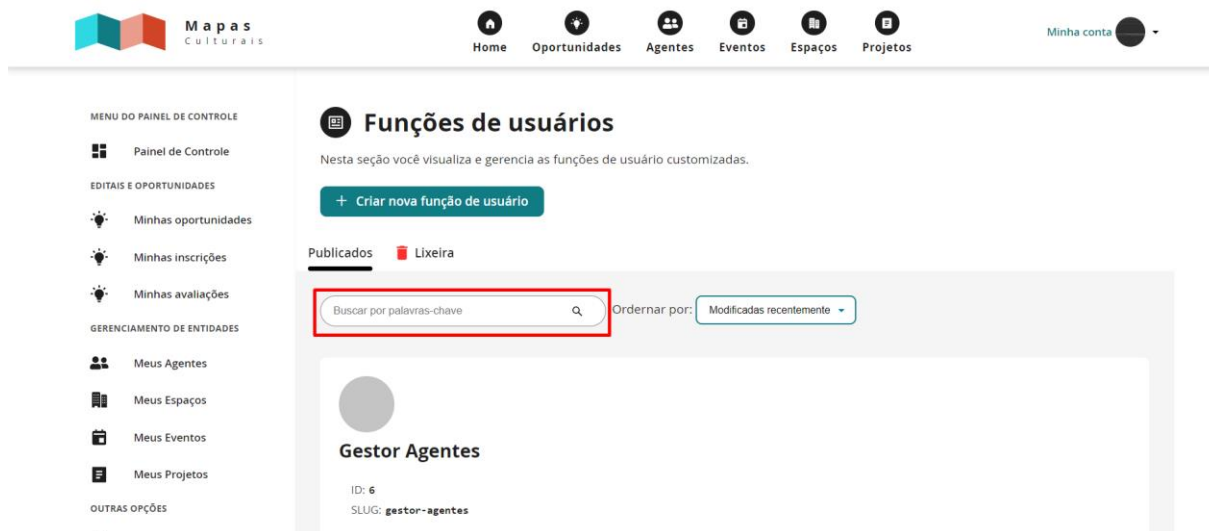 Mapas
Culturais
Home
Oportunidades
Agentes
Eventos
Espaços
Projetos
Minha conta
MENU DO PAINEL DE CONTROLE
Painel de Controle
EDITAIS E OPORTUNIDADES
Minhas oportunidades
Minhas inscrições
Minhas avaliações
GERENCIAMENTO DE ENTIDADES
Meus Agentes
Meus Espaços
Meus Eventos
Meus Projetos
OUTRAS OPÇÕES
Funções de usuários
Nesta seção você visualiza e gerencia as funções de usuário customizadas.
+ Criar nova função de usuário
Publicados
Lixeira
Buscar por palavras-chave
Ordernar por:
Modificadas recentemente
Gestor Agentes
ID: 6
SLUG: gestor-agentes